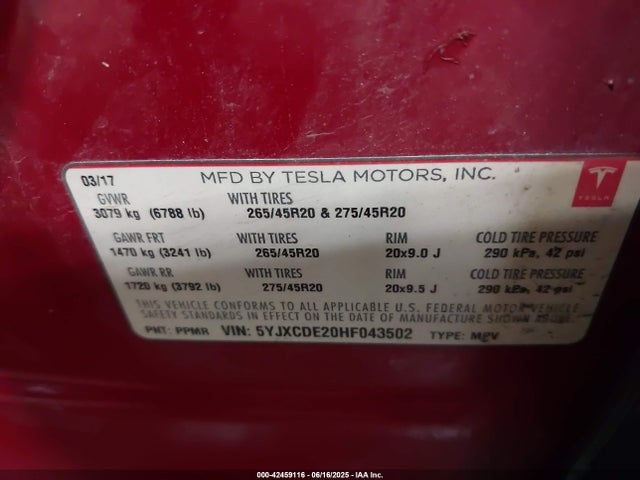 03/17 MFD BY TESLA MOTORS, INC.
TESLA
GVWR WITH TIRES
3079 kg (6788 lb) 265/45R20 & 275/45R20
GAWR FRT WITH TIRES RIM COLD TIRE PRESSURE
1470 kg (3241 lb) 265/45R20 20x9.0 J 290 kPa, 42 psi
GAWR RR WITH TIRES RIM COLD TIRE PRESSURE
1720 kg (3792 lb) 275/45R20 20x9.5 J 290 kPa, 42 psi
THIS VEHICLE CONFORMS TO ALL APPLICABLE U.S. FEDERAL MOTOR VEHICLE
SAFETY STANDARDS IN EFFECT ON THE DATE OF MANUFACTURE SHOWN ABOVE.
PNT: PPMR VIN: 5YJXCDE20HF043502 TYPE: MPV
000-42459116 - 06/16/2025 - IAA Inc.